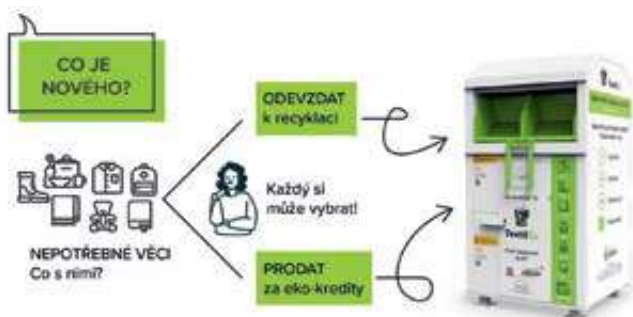 CO JE
NOVÉHO?
ODEVZDAT
k recyklaci
Každý si
může vybrat!
NEPOTŘEBNÉ VĚCI
Co s nimi?
PRODAT
za eko-kredity